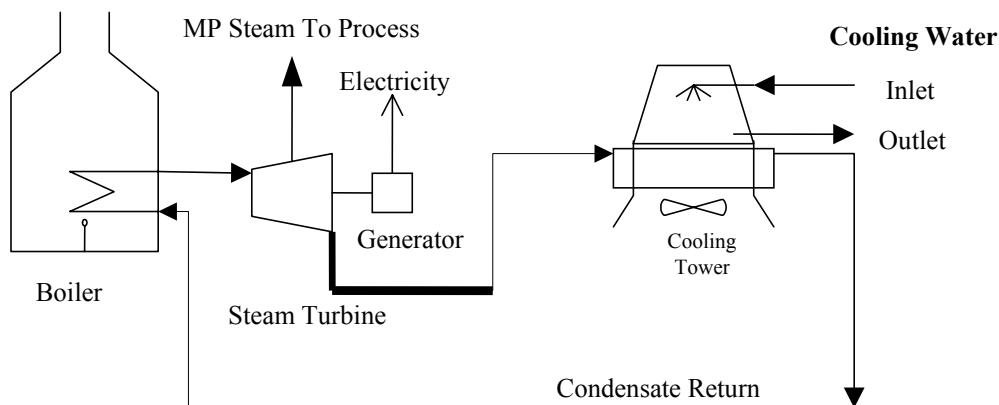 MP Steam To Process
Cooling Water
Electricity
Inlet
Outlet
Generator
Cooling
Tower
Boiler
Steam Turbine
Condensate Return